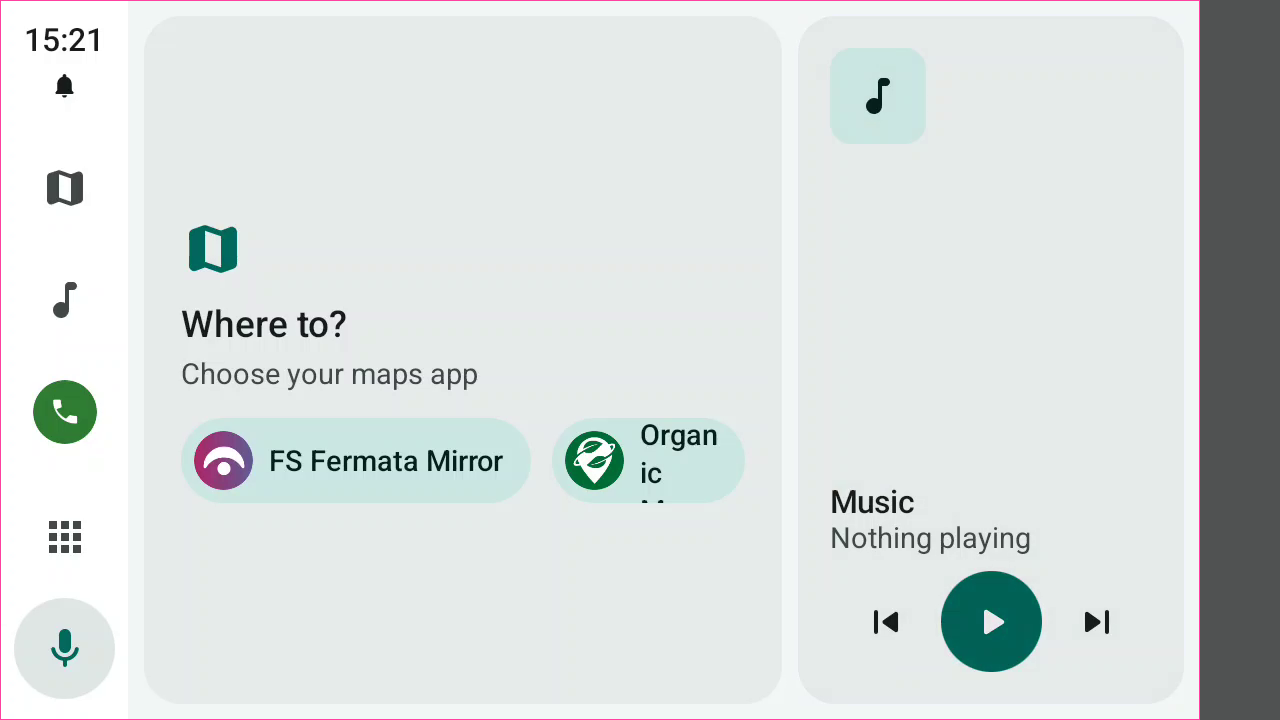 15:21
Where to?
Choose your maps app
FS Fermata Mirror
Organ
ic
Music
Nothing playing